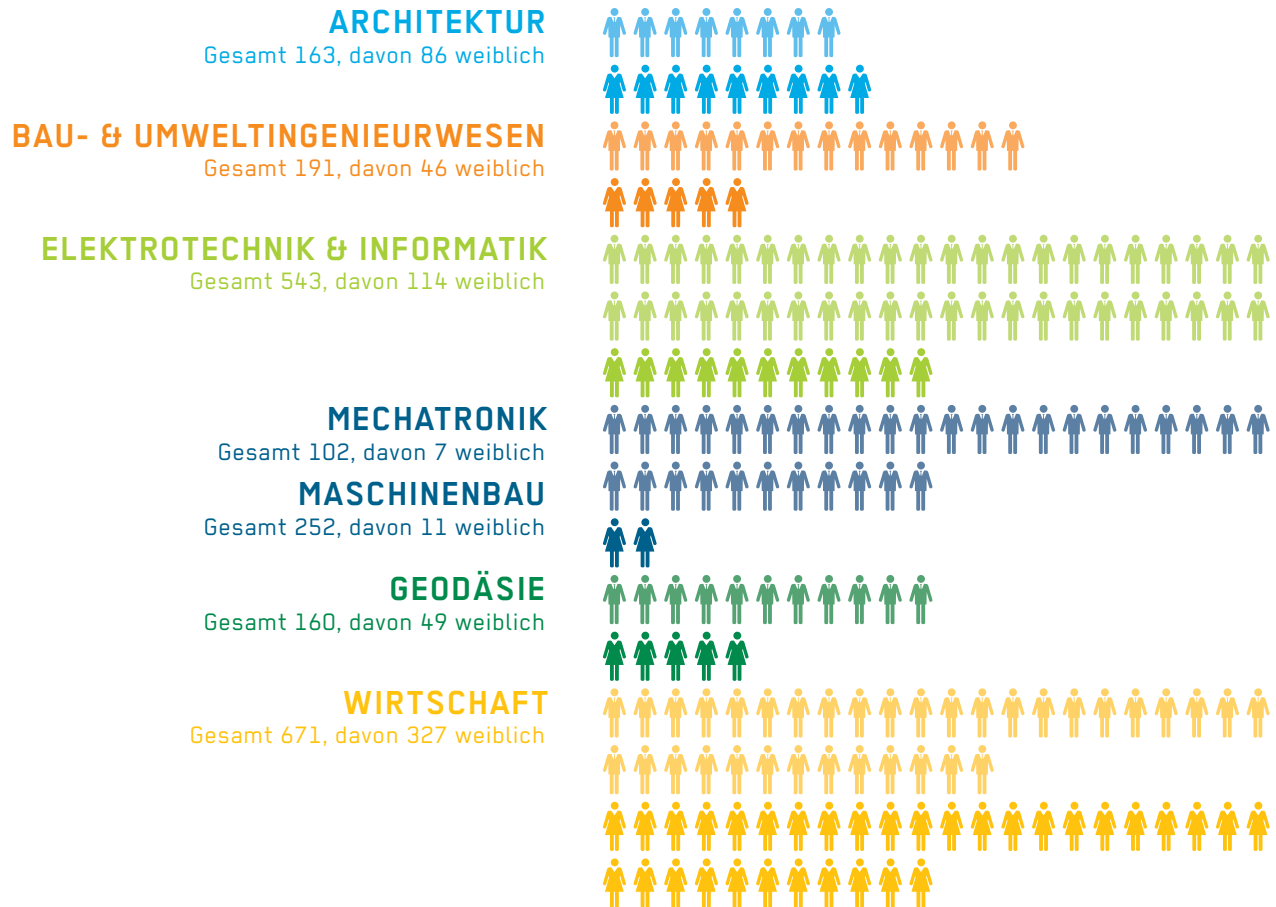 ARCHITEKTUR
Gesamt 163, davon 86 weiblich
BAU- & UMWELTINGENIEURWESEN
Gesamt 191, davon 46 weiblich
ELEKTROTECHNIK & INFORMATIK
Gesamt 543, davon 114 weiblich
MECHATRONIK
Gesamt 102, davon 7 weiblich
MASCHINENBAU
Gesamt 252, davon 11 weiblich
GEODÄSIE
Gesamt 160, davon 49 weiblich
WIRTSCHAFT
Gesamt 671, davon 327 weiblich